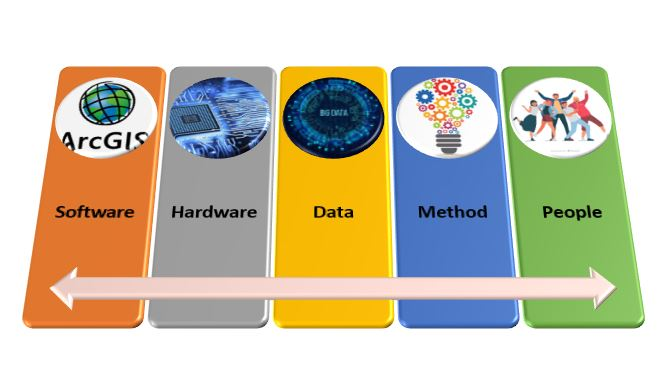 ArcGIS
BIG DATA
Software
Hardware
Data
Method
People